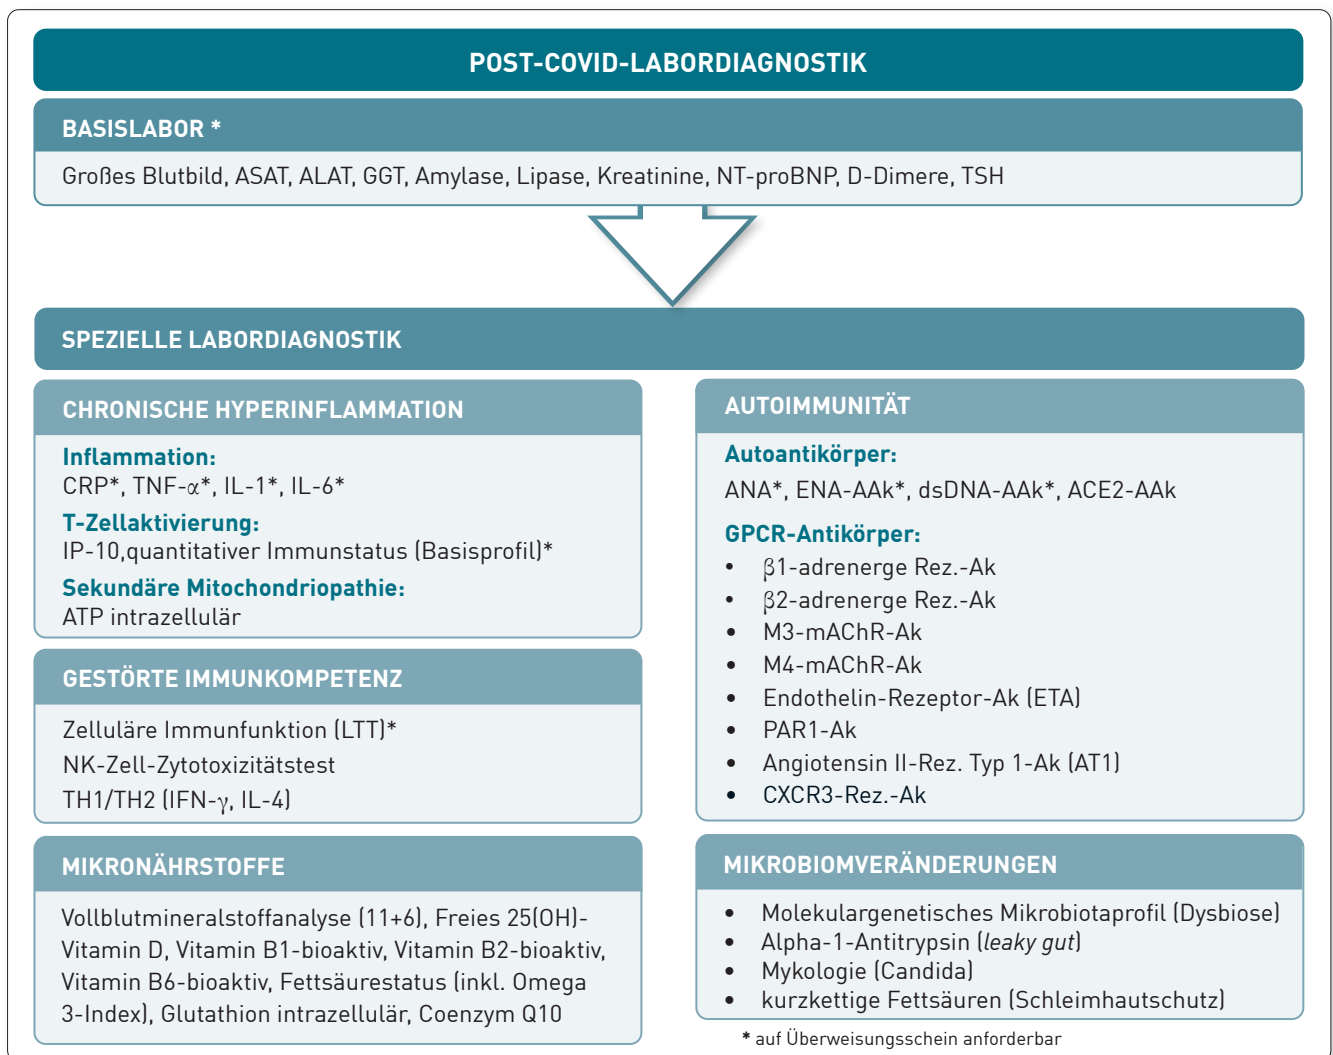 POST-COVID-LABORDIAGNOSTIK
BASISLABOR *
Großes Blutbild, ASAT, ALAT, GGT, Amylase, Lipase, Kreatinine, NT-proBNP, D-Dimere, TSH
SPEZIELLE LABORDIAGNOSTIK
CHRONISCHE HYPERINFLAMMATION
Inflammation:
CRP*, TNF-α*, IL-1*, IL-6*
T-Zellaktivierung:
IP-10,quantitativer Immunstatus (Basisprofil)*
Sekundäre Mitochondriopathie:
ATP intrazellulär
GESTÖRTE IMMUNKOMPETENZ
Zelluläre Immunfunktion (LTT)*
NK-Zell-Zytotoxizitätstest
TH1/TH2 (IFN-γ, IL-4)
MIKRONÄHRSTOFFE
Vollblutmineralstoffanalyse (11+6), Freies 25(OH)-
Vitamin D, Vitamin B1-bioaktiv, Vitamin B2-bioaktiv,
Vitamin B6-bioaktiv, Fettsäurestatus (inkl. Omega
3-Index), Glutathion intrazellulär, Coenzym Q10
AUTOIMMUNITÄT
Autoantikörper:
ANA*, ENA-AAk*, dsDNA-AAk*, ACE2-AAk
GPCR-Antikörper:
• β1-adrenerge Rez.-Ak
• β2-adrenerge Rez.-Ak
• M3-mAChR-Ak
• M4-mAChR-Ak
• Endothelin-Rezeptor-Ak (ETA)
• PAR1-Ak
• Angiotensin II-Rez. Typ 1-Ak (AT1)
• CXCR3-Rez.-Ak
MIKROBIOMVERÄNDERUNGEN
• Molekulargenetisches Mikrobiotaprofil (Dysbiose)
• Alpha-1-Antitrypsin (leaky gut)
• Mykologie (Candida)
• kurzkettige Fettsäuren (Schleimhautschutz)
* auf Überweisungsschein anforderbar